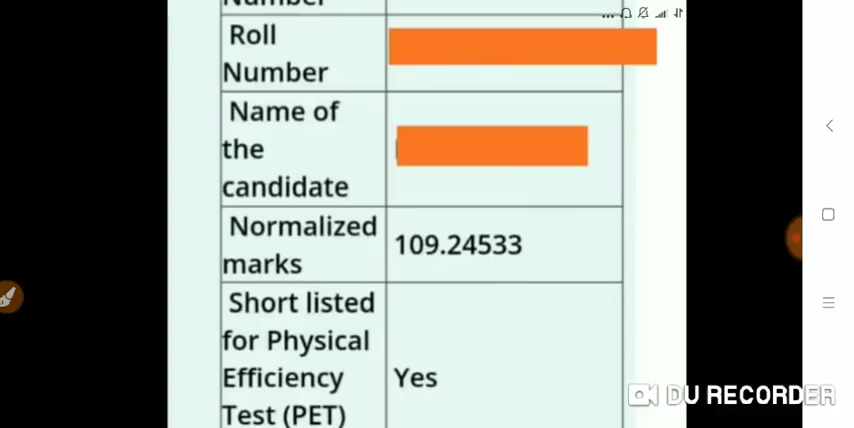 Number
Roll
Number
Name of
the
candidate
Normalized
marks
109.24533
Short listed
for Physical
Efficiency
Test (PET)
Yes
DU RECORDER